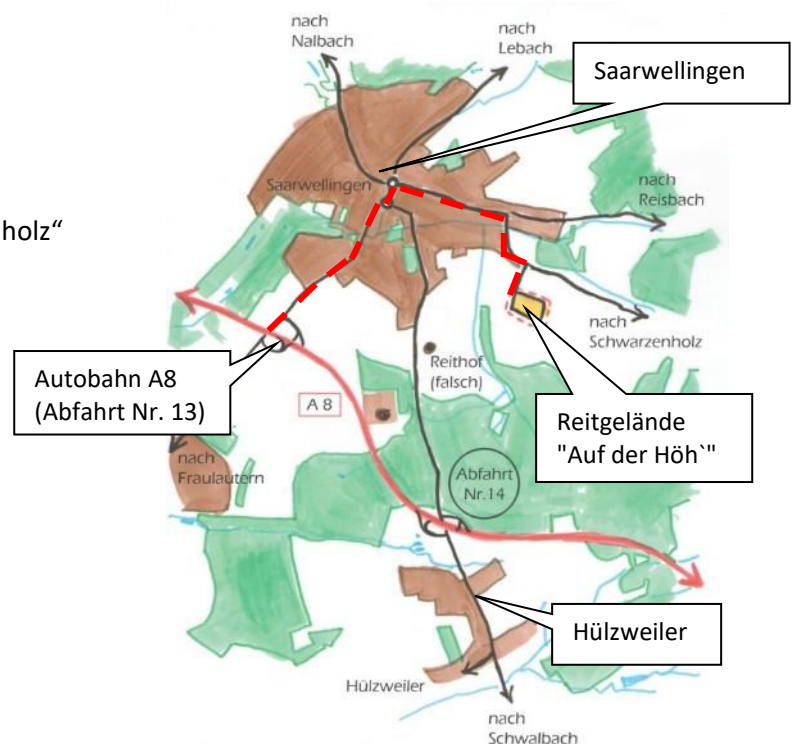 nach
Nalbach
nach
Lebach
Saarwellingen
Saarwellingen
nach
Reisbach
holz“
nach
Schwarzenholz
Autobahn A8
(Abfahrt Nr. 13)
Reithof
(falsch)
A 8
Reitgelände
"Auf der Höh`"
nach
Fraulautern
Abfahrt
Nr.14
Hülzweiler
Hülzweiler
nach
Schwalbach